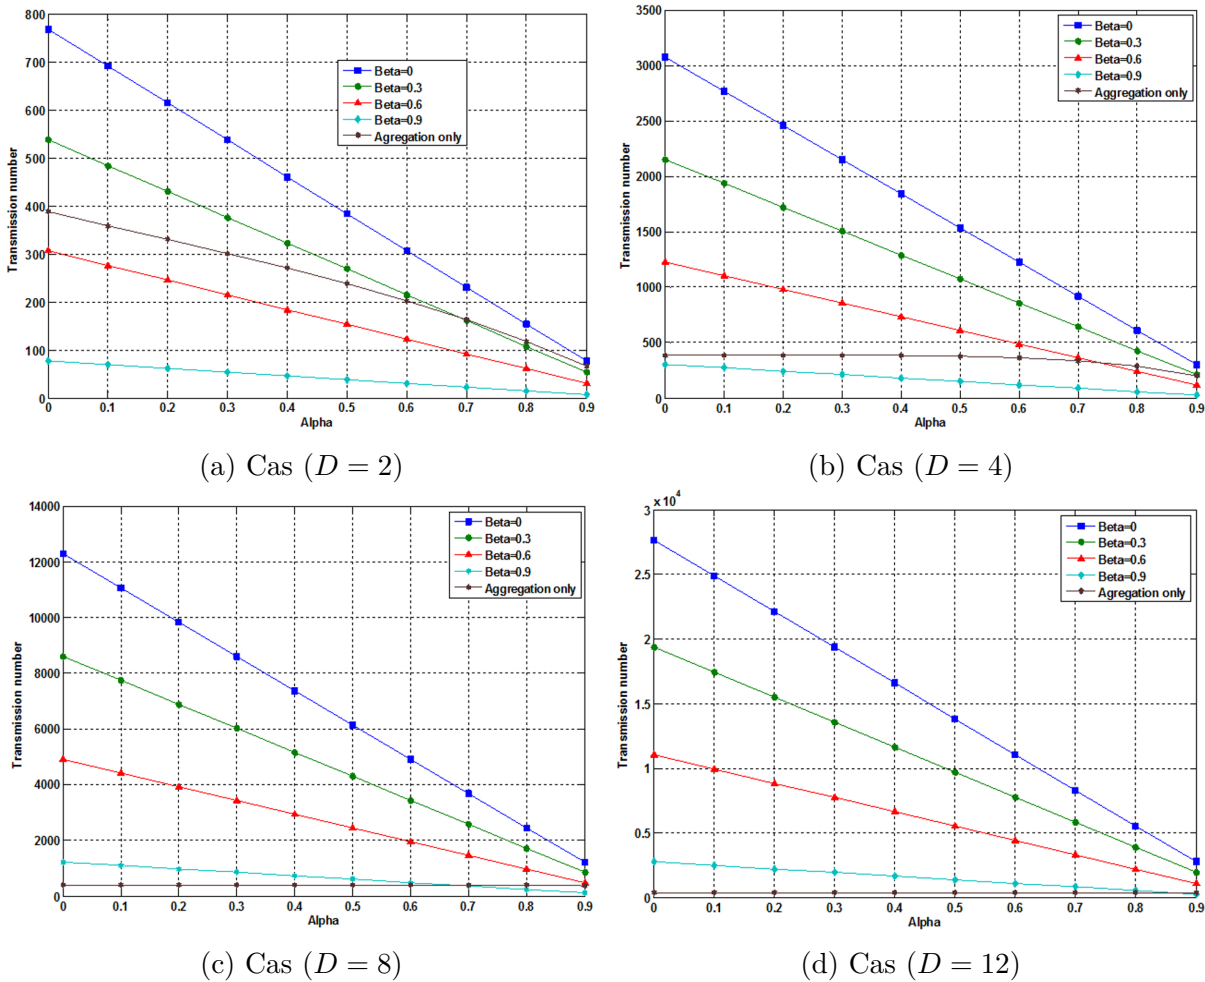 800
700
600
500
400
300
200
100
0
Transmission number
0
0.1
0.2
0.3
0.4
0.5
0.6
0.7
0.8
0.9
Alpha
Beta=0
Beta=0.3
Beta=0.6
Beta=0.9
Agregation only
(a) Cas (D = 2)
3500
3000
2500
2000
1500
1000
500
0
Transmission number
0
0.1
0.2
0.3
0.4
0.5
0.6
0.7
0.8
0.9
Alpha
Beta=0
Beta=0.3
Beta=0.6
Beta=0.9
Aggregation only
(b) Cas (D = 4)
14000
12000
10000
8000
6000
4000
2000
0
Transmission number
0
0.1
0.2
0.3
0.4
0.5
0.6
0.7
0.8
0.9
Alpha
Beta=0
Beta=0.3
Beta=0.6
Beta=0.9
Aggregation only
(c) Cas (D = 8)
x 10^4
3
2.5
2
1.5
1
0.5
0
Transmission number
0
0.1
0.2
0.3
0.4
0.5
0.6
0.7
0.8
0.9
Alpha
Beta=0
Beta=0.3
Beta=0.6
Beta=0.9
Aggregation only
(d) Cas (D = 12)